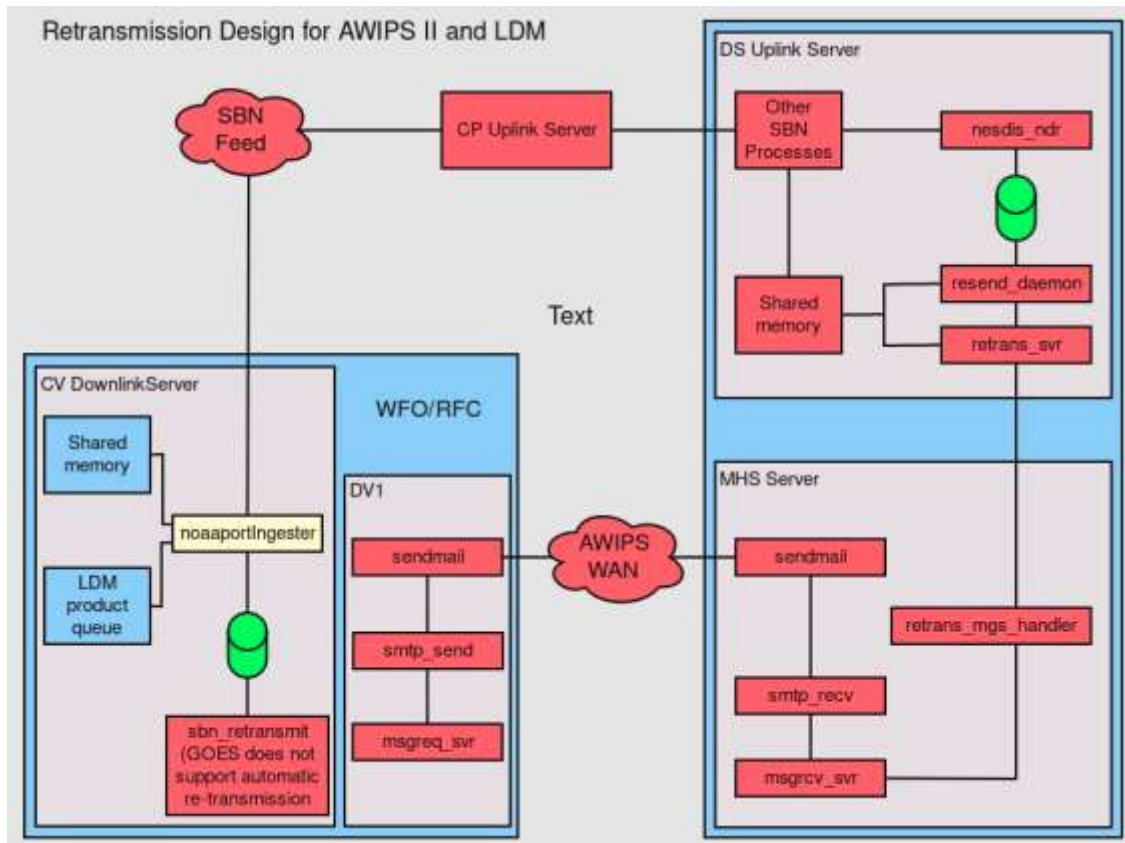 Retransmission Design for AWIPS II and LDM
DS Uplink Server
SBN
Feed
CP Uplink Server
Other
SBN
Processes
nesdis_ndr
Shared
memory
resend_daemon
retrans_svr
Text
CV DownlinkServer
WFO/RFC
Shared
memory
noaaportIngester
LDM
product
queue
sbn_retransmit
(GOES does not
support automatic
re-transmission
DV1
sendmail
smtp_send
msgreq_svr
AWIPS
WAN
MHS Server
sendmail
retrans_mgs_handler
smtp_recv
msgrcv_svr